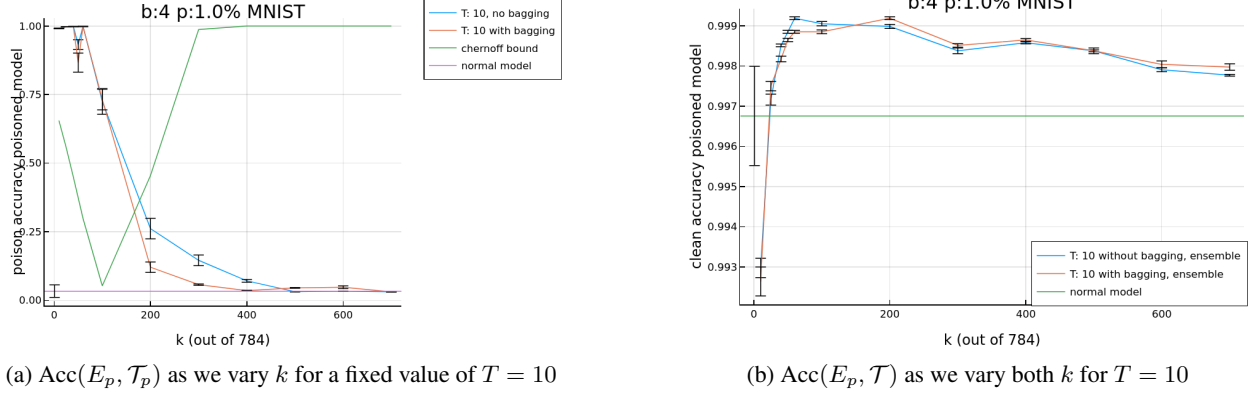 b:4 p:1.0% MNIST
1.00
0.75
0.50
0.25
0.00
poison accuracy poisoned model
0
200
400
600
k (out of 784)
T: 10, no bagging
T: 10 with bagging
chernoff bound
normal model
(a) Acc(E_p, 𝒯_p) as we vary k for a fixed value of T = 10
b:4 p:1.0% MNIST
0.999
0.998
0.997
0.996
0.995
0.994
0.993
clean accuracy poisoned model
0
200
400
600
k (out of 784)
T: 10 without bagging, ensemble
T: 10 with bagging, ensemble
normal model
(b) Acc(E_p, 𝒯) as we vary both k for T = 10